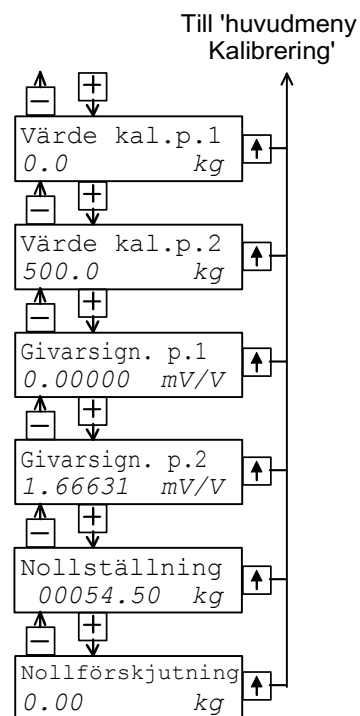 Till 'huvudmeny
Kalibrering'
Värde kal.p.1
0.0 kg
Värde kal.p.2
500.0 kg
Givarsign. p.1
0.00000 mV/V
Givarsign. p.2
1.66631 mV/V
Nollställning
00054.50 kg
Nollförskjutning
0.00 kg